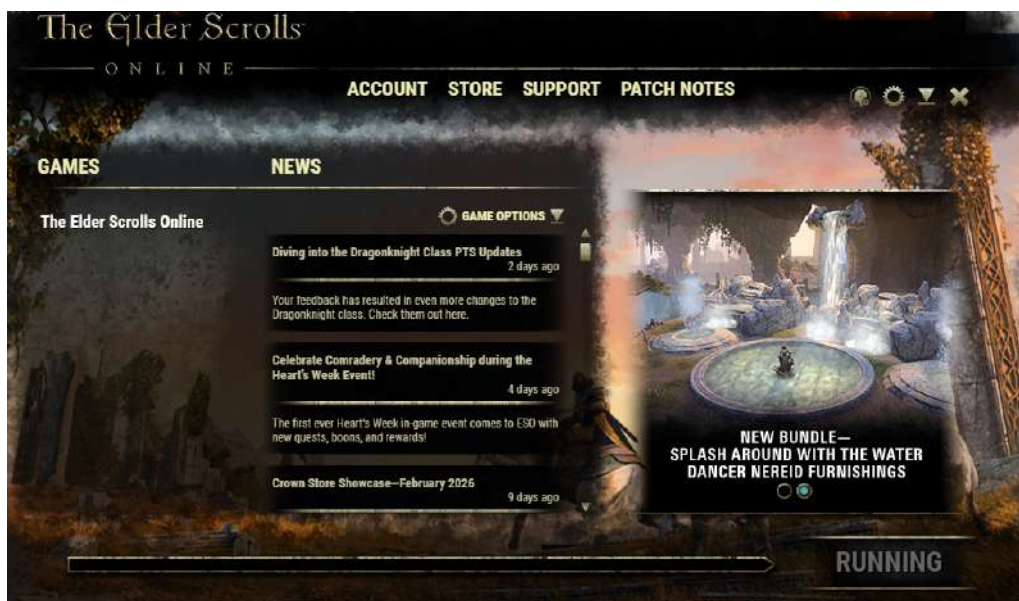 The Elder Scrolls
ONLINE
ACCOUNT STORE SUPPORT PATCH NOTES
GAMES
NEWS
The Elder Scrolls Online
GAME OPTIONS
Diving into the Dragonknight Class PTS Updates
2 days ago
Your feedback has resulted in even more changes to the
Dragonknight class. Check them out here.
Celebrate Comradery & Companionship during the
Heart's Week Event!
4 days ago
The first ever Heart's Week in-game event comes to ESO with
new quests, boons, and rewards!
Crown Store Showcase—February 2026
9 days ago
NEW BUNDLE—
SPLASH AROUND WITH THE WATER
DANCER NEREID FURNISHINGS
RUNNING